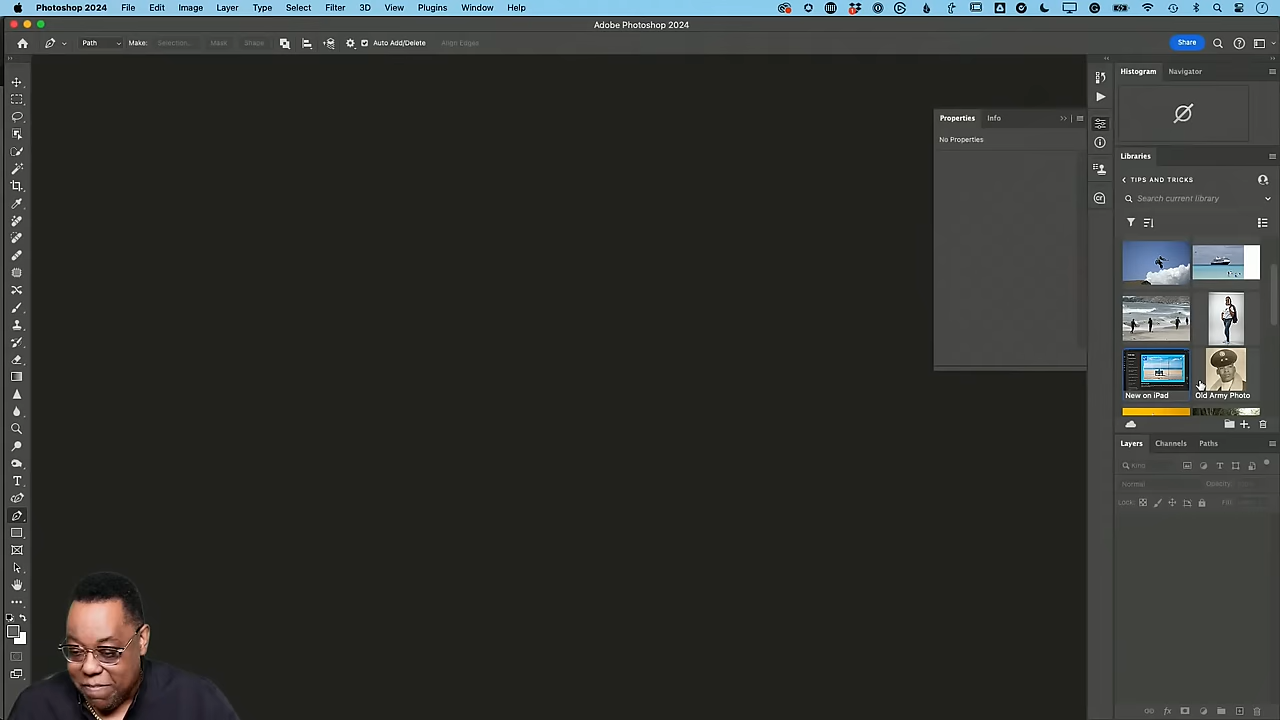 Photoshop 2024 File Edit Image Layer Type Select Filter 3D View Plugins Window Help
Adobe Photoshop 2024
Path Make: Selection... Mask Shape Auto Add/Delete Align Edges Share
Histogram Navigator
Properties Info
No Properties
Libraries
TIPS AND TRICKS
Search current library
New on iPad Old Army Photo
Layers Channels Paths
Kind
Normal Opacity:
Lock: Fill: